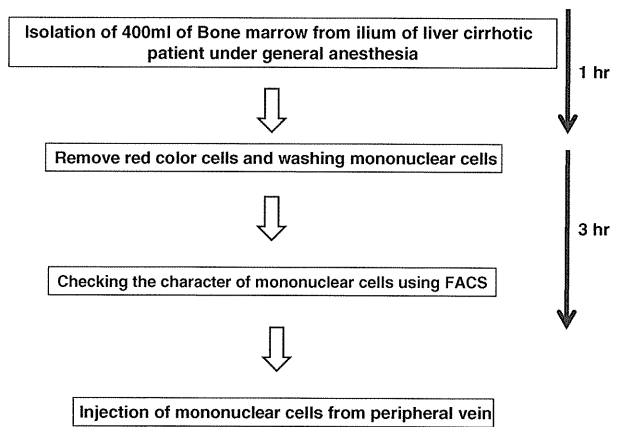 Isolation of 400ml of Bone marrow from ilium of liver cirrhotic
patient under general anesthesia
1 hr
Remove red color cells and washing mononuclear cells
3 hr
Checking the character of mononuclear cells using FACS
Injection of mononuclear cells from peripheral vein